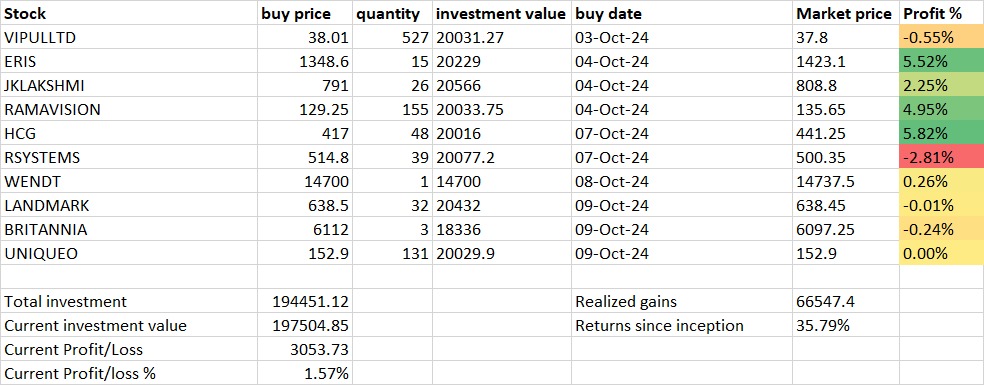 Stock buy price quantity investment value buy date Market price Profit %
VIPULLTD 38.01 527 20031.27 03-Oct-24 37.8 -0.55%
ERIS 1348.6 15 20229 04-Oct-24 1423.1 5.52%
JKLAKSHMI 791 26 20566 04-Oct-24 808.8 2.25%
RAMAVISION 129.25 155 20033.75 04-Oct-24 135.65 4.95%
HCG 417 48 20016 07-Oct-24 441.25 5.82%
RSYSTEMS 514.8 39 20077.2 07-Oct-24 500.35 -2.81%
WENDT 14700 1 14700 08-Oct-24 14737.5 0.26%
LANDMARK 638.5 32 20432 09-Oct-24 638.45 -0.01%
BRITANNIA 6112 3 18336 09-Oct-24 6097.25 -0.24%
UNIQUEO 152.9 131 20029.9 09-Oct-24 152.9 0.00%
Total investment 194451.12 Realized gains 66547.4
Current investment value 197504.85 Returns since inception 35.79%
Current Profit/Loss 3053.73
Current Profit/loss % 1.57%